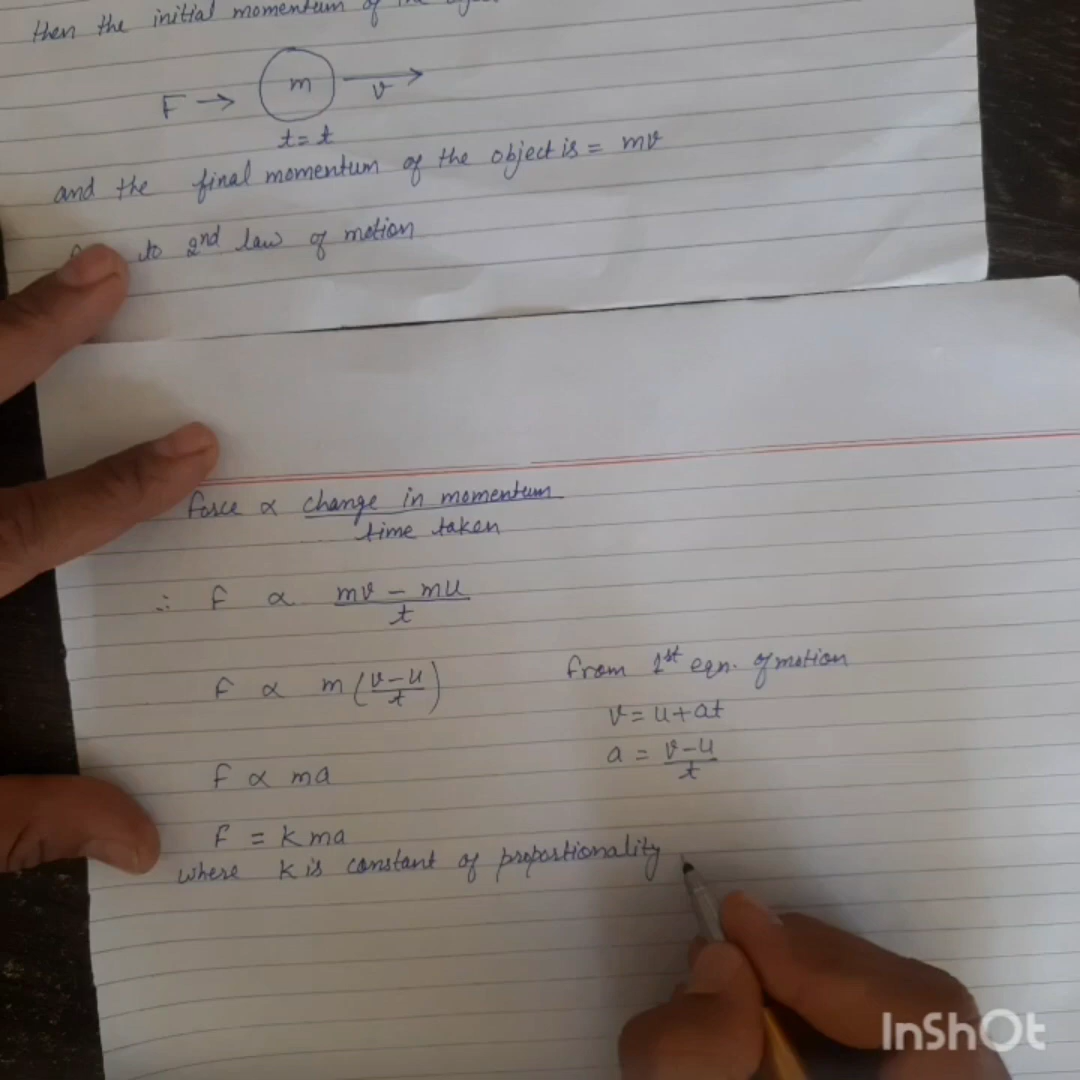 then the initial momentum of the
F → m → v
t = t
and the final momentum of the object is = mv
to 2nd law of motion
force ∝ change in momentum
time taken
∴ F ∝ mv - mu
t
F ∝ m (v-u/t)
From 1st eqn. of motion
v = u + at
a = v-u
t
F ∝ ma
F = k ma
where k is constant of proportionality
InShOt